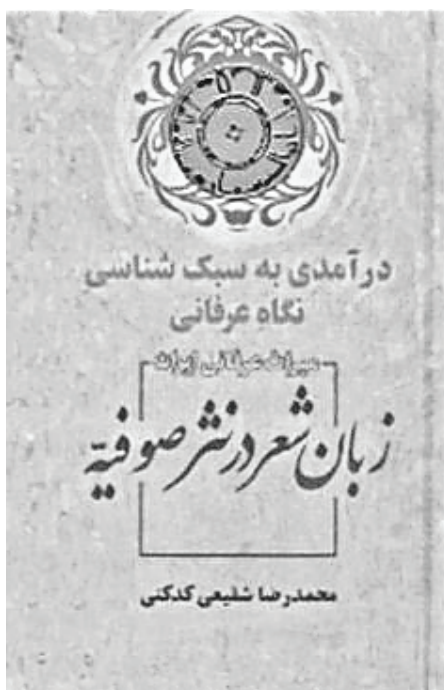 درآمدی به سبک شناسی
نگاه عرفانی
میراث عرفانی ایران
زبان شعر در نثر صوفیه
محمدرضا شفیعی کدکنی